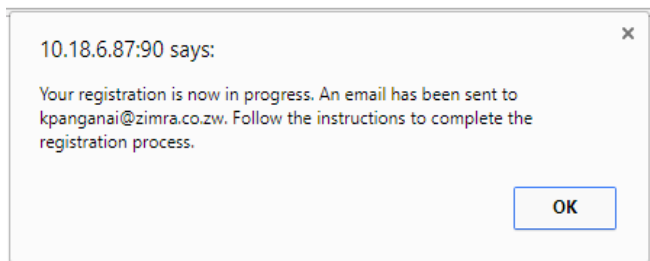 10.18.6.87:90 says:
Your registration is now in progress. An email has been sent to
kpanganai@zimra.co.zw. Follow the instructions to complete the
registration process.
OK